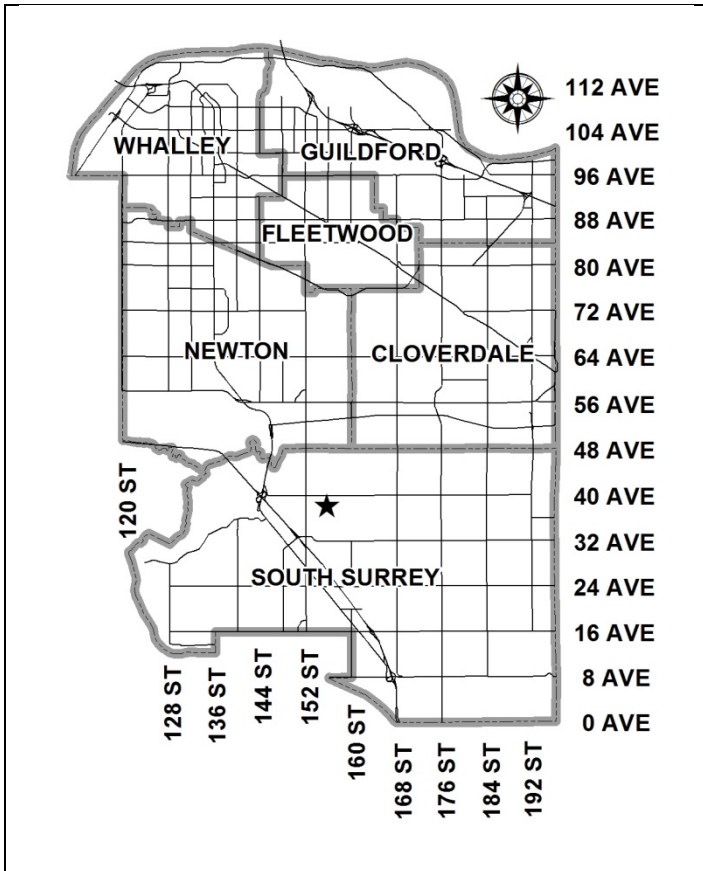 112 AVE
104 AVE
WHALLEY
GUILDFORD
96 AVE
88 AVE
FLEETWOOD
80 AVE
72 AVE
NEWTON
CLOVERDALE
64 AVE
56 AVE
48 AVE
120 ST
40 AVE
32 AVE
SOUTH SURREY
24 AVE
16 AVE
8 AVE
0 AVE
128 ST
136 ST
144 ST
152 ST
160 ST
168 ST
176 ST
184 ST
192 ST